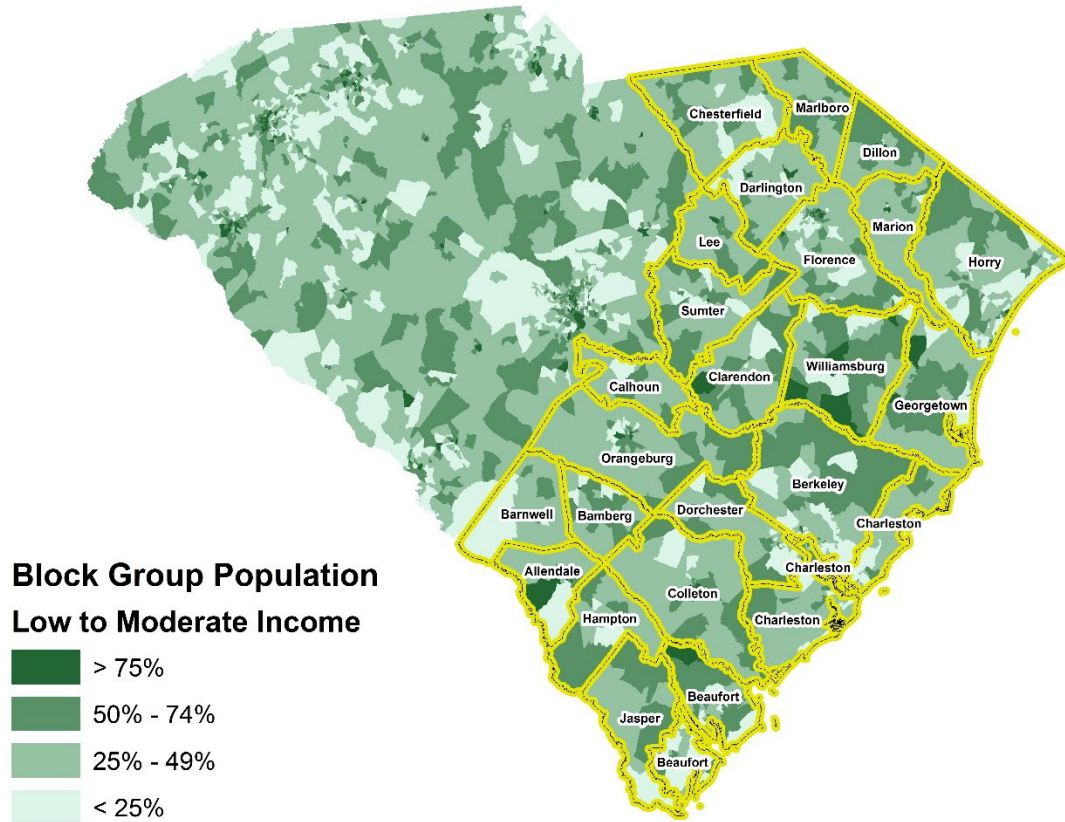 Chesterfield
Marlboro
Dillon
Darlington
Marion
Lee
Florence
Horry
Sumter
Williamsburg
Clarendon
Calhoun
Georgetown
Orangeburg
Berkeley
Barnwell
Bamberg
Dorchester
Charleston
Charleston
Allendale
Colleton
Hampton
Charleston
Beaufort
Jasper
Beaufort
Block Group Population
Low to Moderate Income
> 75%
50% - 74%
25% - 49%
< 25%